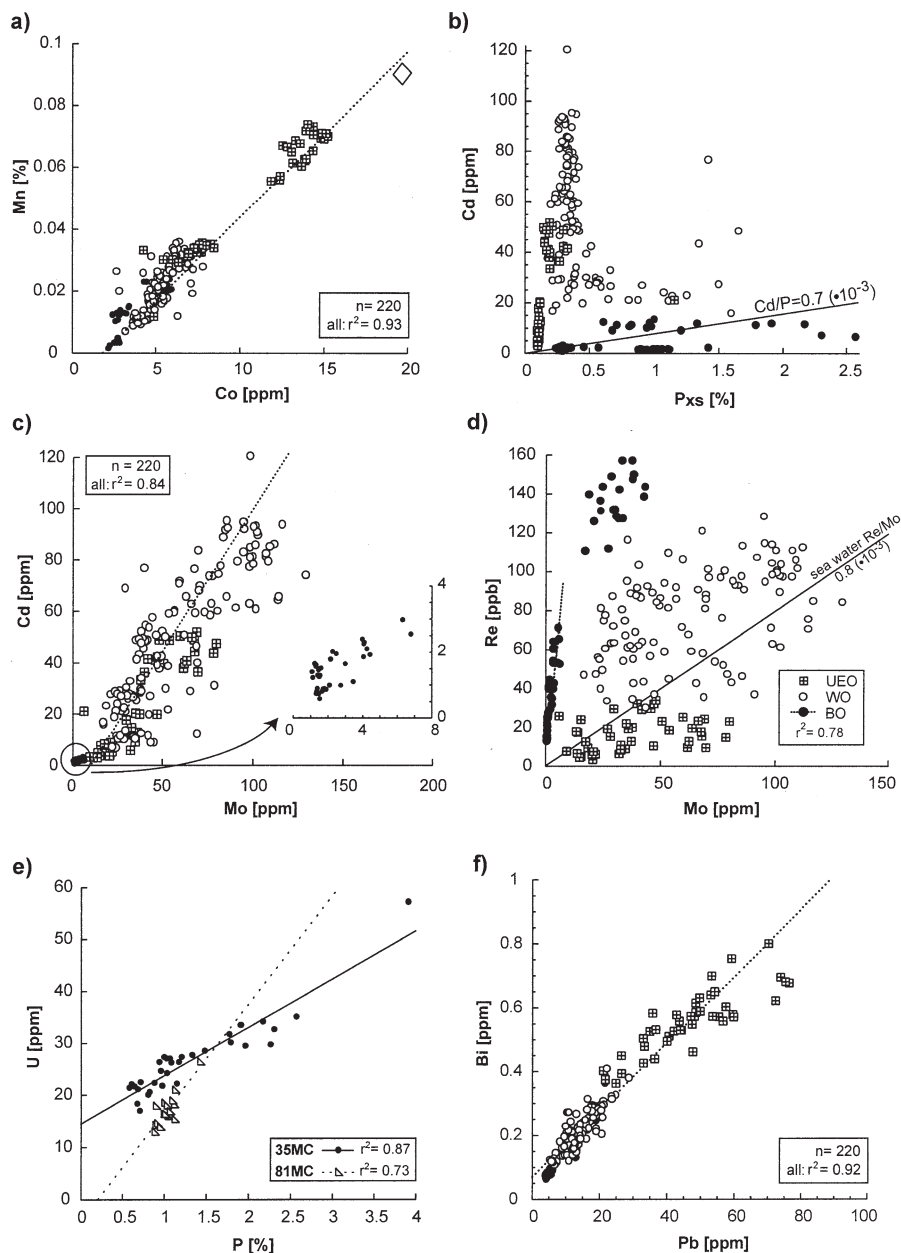 a)
0.1
0.08
0.06
0.04
0.02
0
Mn [%]
n= 220
all: r² = 0.93
0 5 10 15 20
Co [ppm]
b)
120
100
80
60
40
20
0
Cd [ppm]
Cd/P=0.7 (•10⁻³)
0 0.5 1 1.5 2 2.5
Pxs [%]
c)
120
100
80
60
40
20
0
Cd [ppm]
n = 220
all: r² = 0.84
4
2
0
0 4 8
0 50 100 150 200
Mo [ppm]
d)
160
140
120
100
80
60
40
20
0
Re [ppb]
sea water Re/Mo
0.8 (•10⁻³)
UEO
WO
BO
r²= 0.78
0 50 100 150
Mo [ppm]
e)
60
50
40
30
20
10
0
U [ppm]
35MC r²= 0.87
81MC r²= 0.73
0 0.5 1 1.5 2 2.5 3 3.5 4
P [%]
f)
1
0.8
0.6
0.4
0.2
0
Bi [ppm]
n= 220
all: r²= 0.92
0 20 40 60 80 100
Pb [ppm]